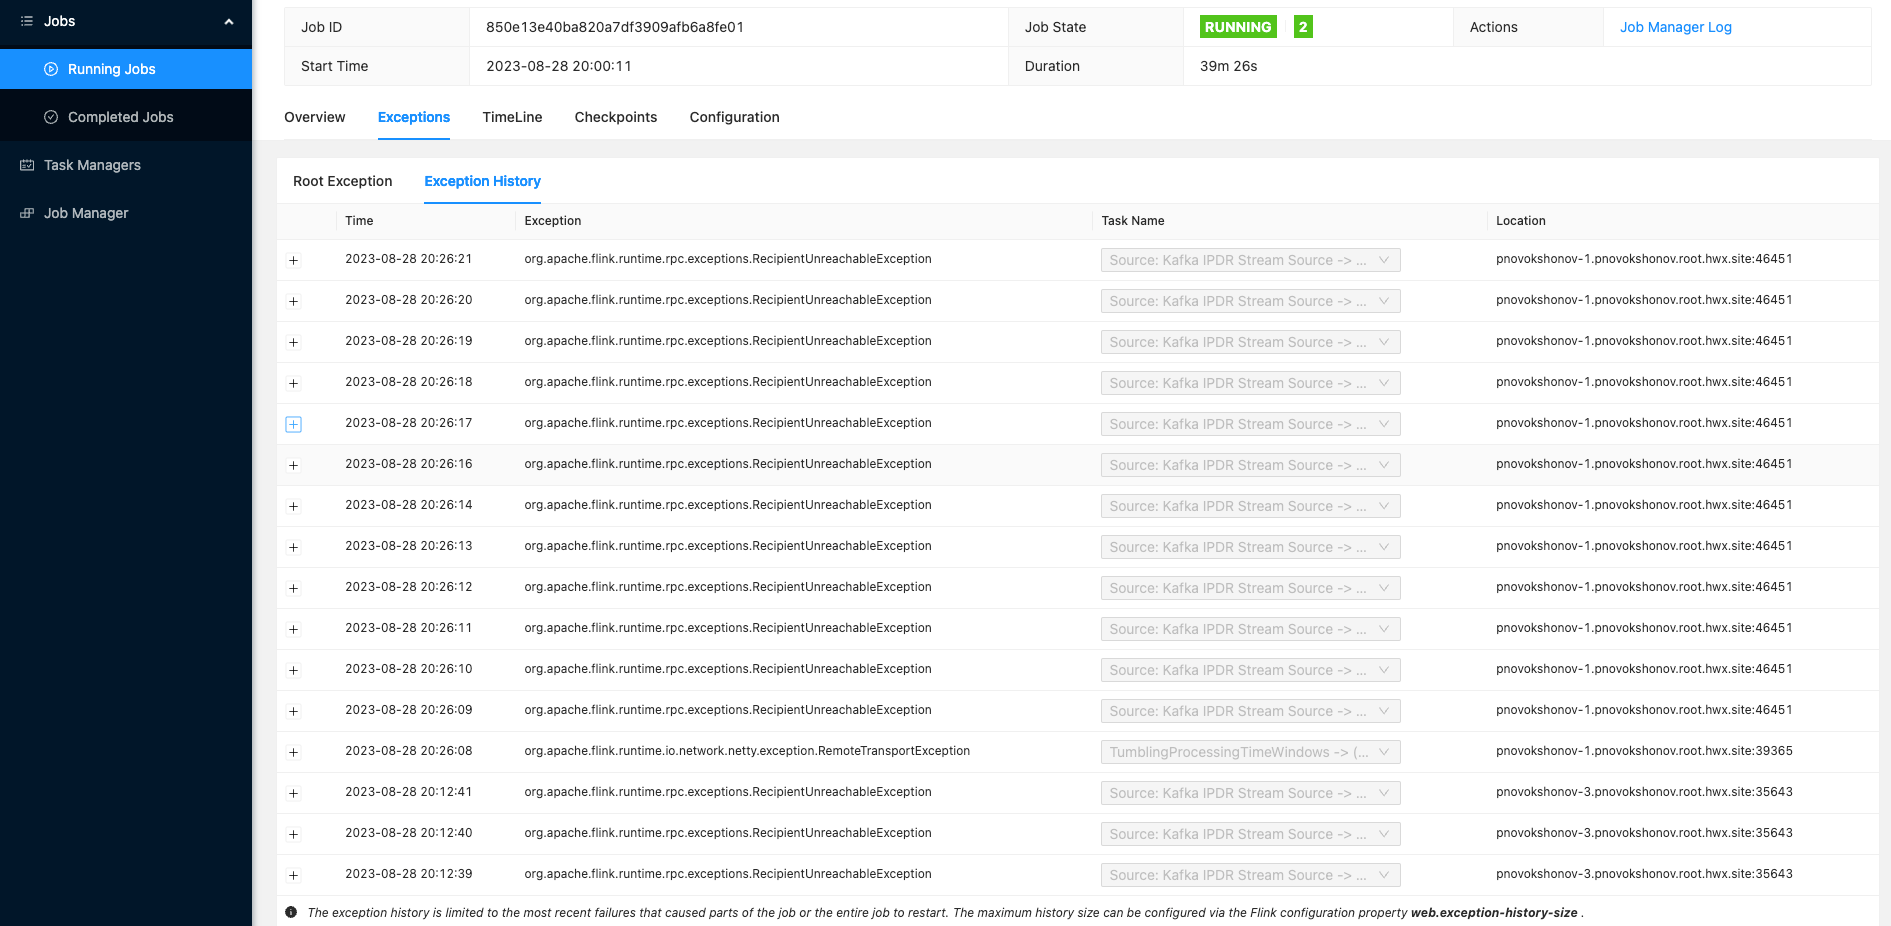 Jobs
Running Jobs
Completed Jobs
Task Managers
Job Manager
Job ID 850e13e40ba820a7df3909afb6a8fe01 Job State RUNNING 2 Actions Job Manager Log
Start Time 2023-08-28 20:00:11 Duration 39m 26s
Overview Exceptions TimeLine Checkpoints Configuration
Root Exception Exception History
Time Exception Task Name Location
2023-08-28 20:26:21 org.apache.flink.runtime.rpc.exceptions.RecipientUnreachableException Source: Kafka IPDR Stream Source -> ... pnovokshonov-1.pnovokshonov.root.hwx.site:46451
2023-08-28 20:26:20 org.apache.flink.runtime.rpc.exceptions.RecipientUnreachableException Source: Kafka IPDR Stream Source -> ... pnovokshonov-1.pnovokshonov.root.hwx.site:46451
2023-08-28 20:26:19 org.apache.flink.runtime.rpc.exceptions.RecipientUnreachableException Source: Kafka IPDR Stream Source -> ... pnovokshonov-1.pnovokshonov.root.hwx.site:46451
2023-08-28 20:26:18 org.apache.flink.runtime.rpc.exceptions.RecipientUnreachableException Source: Kafka IPDR Stream Source -> ... pnovokshonov-1.pnovokshonov.root.hwx.site:46451
2023-08-28 20:26:17 org.apache.flink.runtime.rpc.exceptions.RecipientUnreachableException Source: Kafka IPDR Stream Source -> ... pnovokshonov-1.pnovokshonov.root.hwx.site:46451
2023-08-28 20:26:16 org.apache.flink.runtime.rpc.exceptions.RecipientUnreachableException Source: Kafka IPDR Stream Source -> ... pnovokshonov-1.pnovokshonov.root.hwx.site:46451
2023-08-28 20:26:14 org.apache.flink.runtime.rpc.exceptions.RecipientUnreachableException Source: Kafka IPDR Stream Source -> ... pnovokshonov-1.pnovokshonov.root.hwx.site:46451
2023-08-28 20:26:13 org.apache.flink.runtime.rpc.exceptions.RecipientUnreachableException Source: Kafka IPDR Stream Source -> ... pnovokshonov-1.pnovokshonov.root.hwx.site:46451
2023-08-28 20:26:12 org.apache.flink.runtime.rpc.exceptions.RecipientUnreachableException Source: Kafka IPDR Stream Source -> ... pnovokshonov-1.pnovokshonov.root.hwx.site:46451
2023-08-28 20:26:11 org.apache.flink.runtime.rpc.exceptions.RecipientUnreachableException Source: Kafka IPDR Stream Source -> ... pnovokshonov-1.pnovokshonov.root.hwx.site:46451
2023-08-28 20:26:10 org.apache.flink.runtime.rpc.exceptions.RecipientUnreachableException Source: Kafka IPDR Stream Source -> ... pnovokshonov-1.pnovokshonov.root.hwx.site:46451
2023-08-28 20:26:09 org.apache.flink.runtime.rpc.exceptions.RecipientUnreachableException Source: Kafka IPDR Stream Source -> ... pnovokshonov-1.pnovokshonov.root.hwx.site:46451
2023-08-28 20:26:08 org.apache.flink.runtime.io.network.netty.exception.RemoteTransportException TumblingProcessingTimeWindows -> (... pnovokshonov-1.pnovokshonov.root.hwx.site:39365
2023-08-28 20:12:41 org.apache.flink.runtime.rpc.exceptions.RecipientUnreachableException Source: Kafka IPDR Stream Source -> ... pnovokshonov-3.pnovokshonov.root.hwx.site:35643
2023-08-28 20:12:40 org.apache.flink.runtime.rpc.exceptions.RecipientUnreachableException Source: Kafka IPDR Stream Source -> ... pnovokshonov-3.pnovokshonov.root.hwx.site:35643
2023-08-28 20:12:39 org.apache.flink.runtime.rpc.exceptions.RecipientUnreachableException Source: Kafka IPDR Stream Source -> ... pnovokshonov-3.pnovokshonov.root.hwx.site:35643
The exception history is limited to the most recent failures that caused parts of the job or the entire job to restart. The maximum history size can be configured via the Flink configuration property web.exception-history-size .